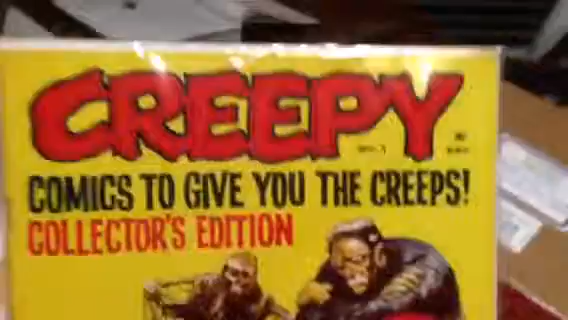 CREEPY
COMICS TO GIVE YOU THE CREEPS!
COLLECTOR'S EDITION